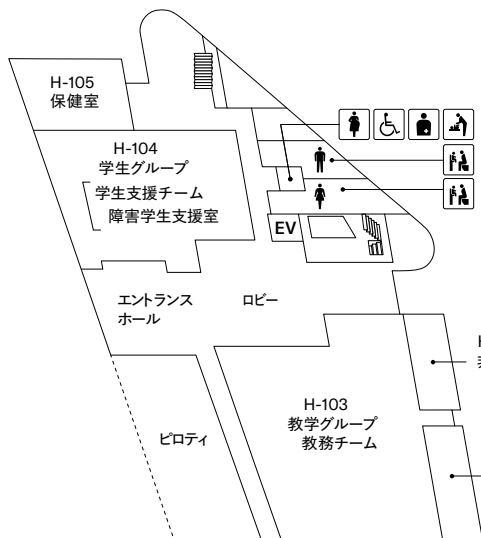 H-105
保健室
H-104
学生グループ
学生支援チーム
障害学生支援室
EV
エントランス
ホール
ロビー
H-103
教学グループ
教務チーム
ピロティ